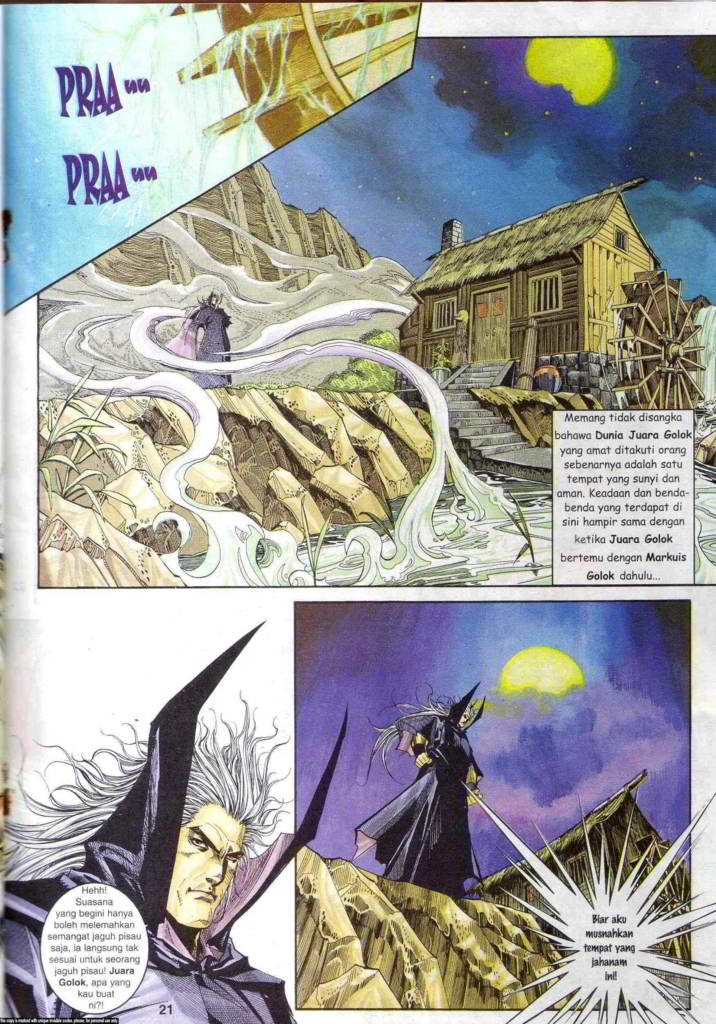 PRAA...
PRAA...
Memang tidak disangka
bahawa Dunia Juara Golok
yang amat ditakuti orang
sebenarnya adalah satu
tempat yang sunyi dan
aman. Keadaan dan benda-
benda yang terdapat di
sini hampir sama dengan
ketika Juara Golok
bertemu dengan Markuis
Golok dahulu...
Hehh!
Suasana
yang begini hanya
boleh melemahkan
semangat jaguh pisau
saja, ia langsung tak
sesuai untuk seorang
jaguh pisau! Juara
Golok, apa yang
kau buat
ni?!
Biar aku
musnahkan
tempat yang
jahanam
ini!
21